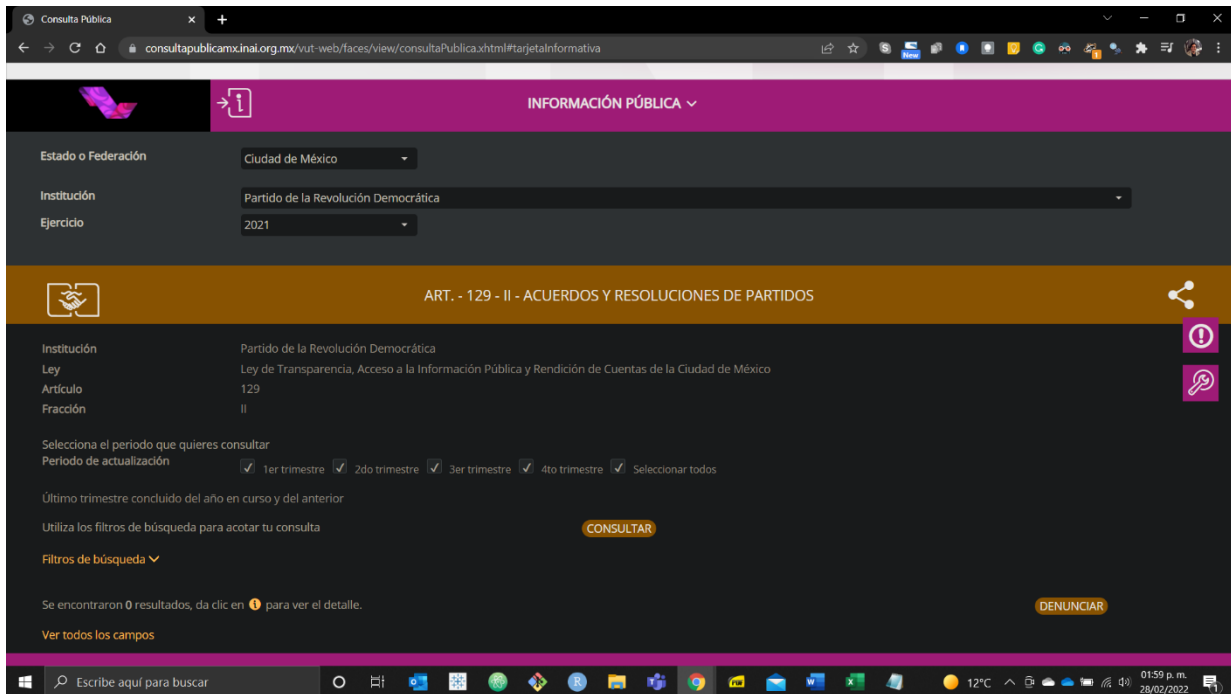 Consulta Pública
consultapublicamx.inai.org.mx/vut-web/faces/view/consultaPublica.xhtml#tarjetaInformativa
New
1
INFORMACIÓN PÚBLICA
Estado o Federación Ciudad de México
Institución Partido de la Revolución Democrática
Ejercicio 2021
ART. - 129 - II - ACUERDOS Y RESOLUCIONES DE PARTIDOS
Institución Partido de la Revolución Democrática
Ley Ley de Transparencia, Acceso a la Información Pública y Rendición de Cuentas de la Ciudad de México
Artículo 129
Fracción II
Selecciona el periodo que quieres consultar
Periodo de actualización 1er trimestre 2do trimestre 3er trimestre 4to trimestre Seleccionar todos
Último trimestre concluido del año en curso y del anterior
Utiliza los filtros de búsqueda para acotar tu consulta CONSULTAR
Filtros de búsqueda
Se encontraron 0 resultados, da clic en para ver el detalle. DENUNCIAR
Ver todos los campos
Escribe aquí para buscar 12°C 01:59 p. m.
28/02/2022